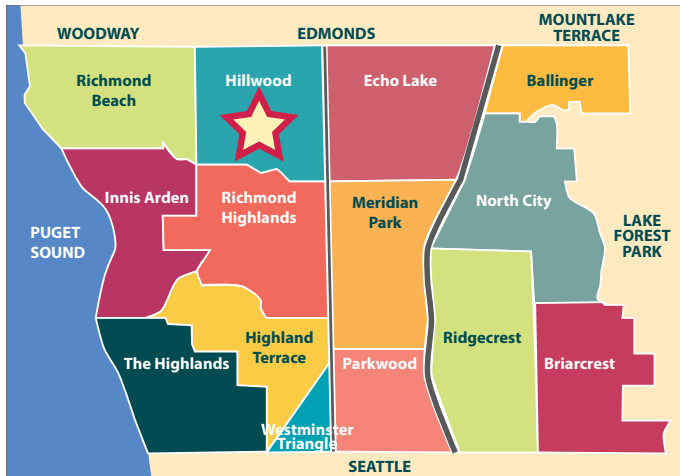 WOODWAY
EDMONDS
MOUNTLAKE
TERRACE
Richmond
Beach
Hillwood
Echo Lake
Ballinger
Innis Arden
Richmond
Highlands
Meridian
Park
North City
PUGET
SOUND
LAKE
FOREST
PARK
The Highlands
Highland
Terrace
Parkwood
Ridgecrest
Briarcrest
Westminster
Triangle
SEATTLE